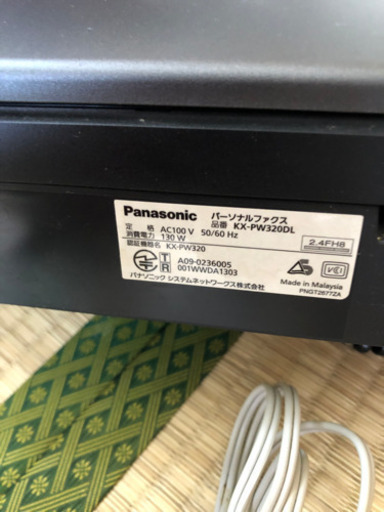 Panasonic パーソナルファクス
品番 KX-PW320DL
定 格 AC100 V 50/60 Hz
消費電力 130 W
認証機器名 KX-PW320
2.4FH8
T A09-0236005
R 001WWDA1303
パナソニック システムネットワークス株式会社
VCI
Made in Malaysia
PNGT2877ZA